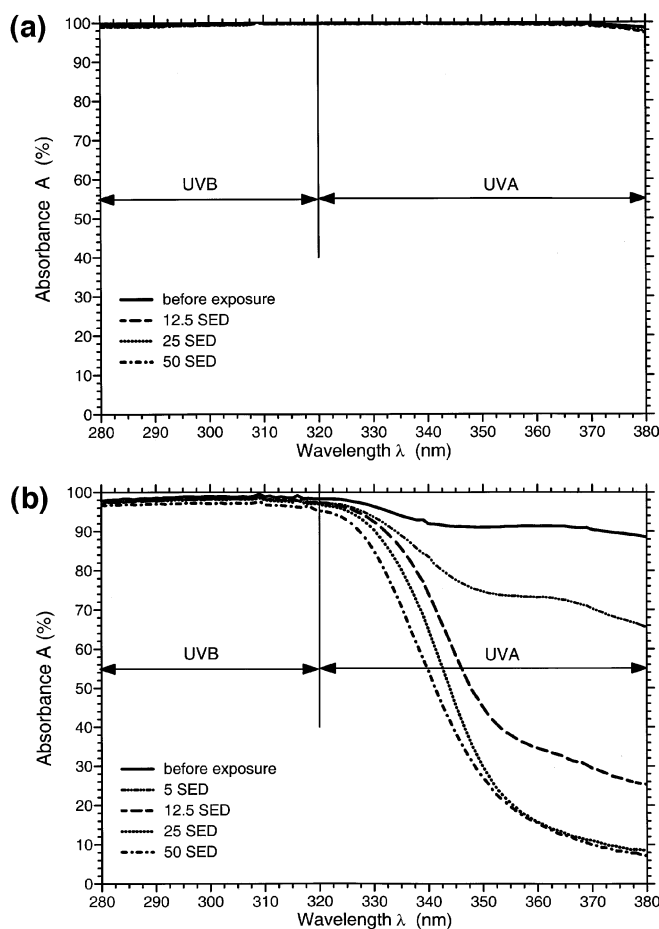 (a)
100
90
80
70
60
50
40
30
20
10
0
Absorbance A (%)
UVB
UVA
before exposure
12.5 SED
25 SED
50 SED
280 290 300 310 320 330 340 350 360 370 380
Wavelength λ (nm)
(b)
100
90
80
70
60
50
40
30
20
10
0
Absorbance A (%)
UVB
UVA
before exposure
5 SED
12.5 SED
25 SED
50 SED
280 290 300 310 320 330 340 350 360 370 380
Wavelength λ (nm)